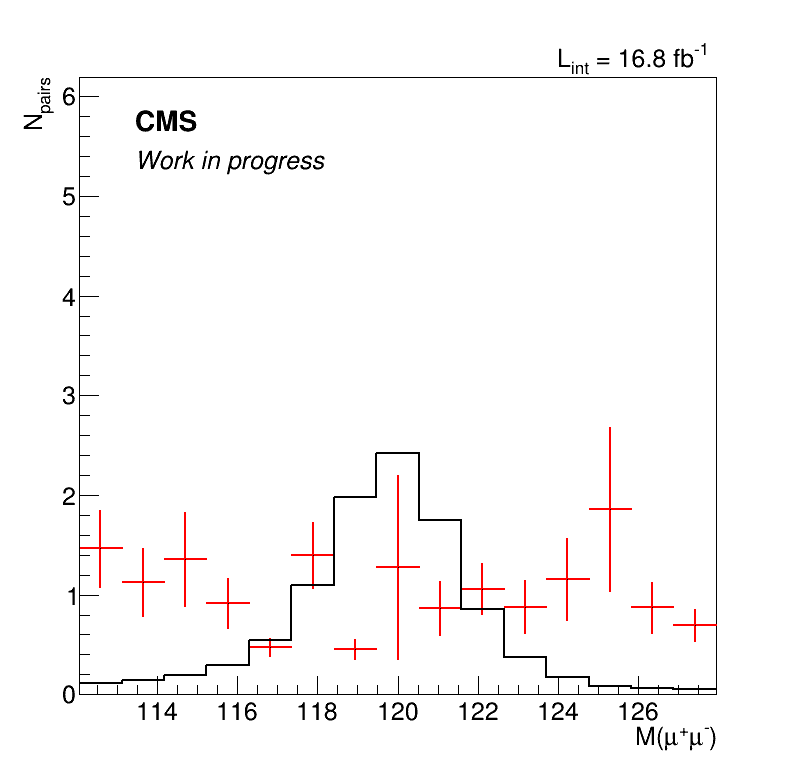 L_int = 16.8 fb^-1
N_pairs
CMS
Work in progress
6
5
4
3
2
1
0
114 116 118 120 122 124 126
M(μ⁺μ⁻)